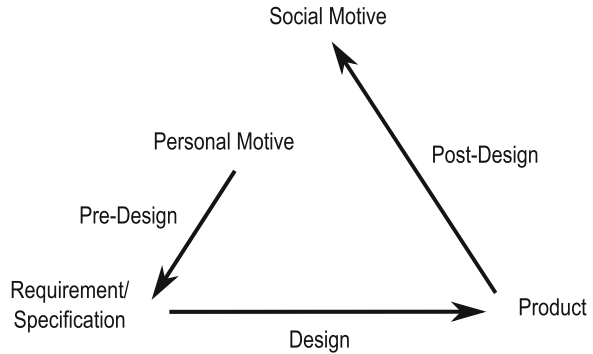 Social Motive
Personal Motive
Post-Design
Pre-Design
Requirement/
Specification
Product
Design